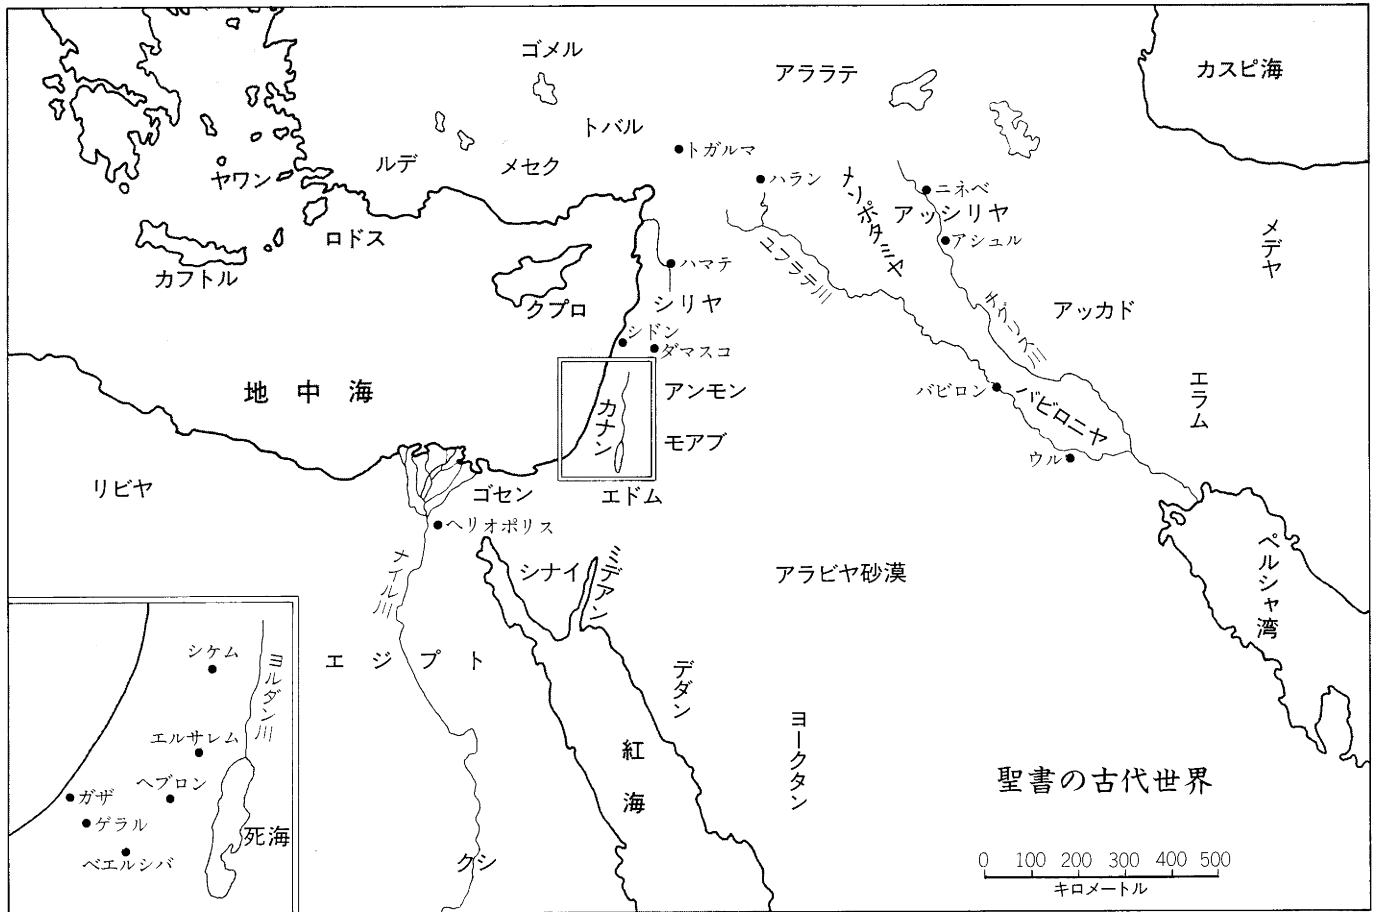 ゴメル
アララテ
カスピ海
トバル
トガルマ
ルデ
メセク
ハラン
メソポタミヤ
ニネベ
アッシリヤ
ヤワン
ロドス
アシュル
メデヤ
カフトル
ハマテ
ユフラテ川
クプロ
シリヤ
チグリス川
アッカド
シドン
ダマスコ
地中海
カナン
アンモン
バビロン
バビロニヤ
エラム
モアブ
ウル
リビヤ
ゴセン
エドム
ヘリオポリス
ナイル川
シナイ
ミデアン
アラビヤ砂漠
ペルシャ湾
エジプト
デダン
ヨークタン
紅海
クシ
シケム
ヨルダン川
エルサレム
ヘブロン
ガザ
ゲラル
死海
ベエルシバ
聖書の古代世界
0 100 200 300 400 500
キロメートル